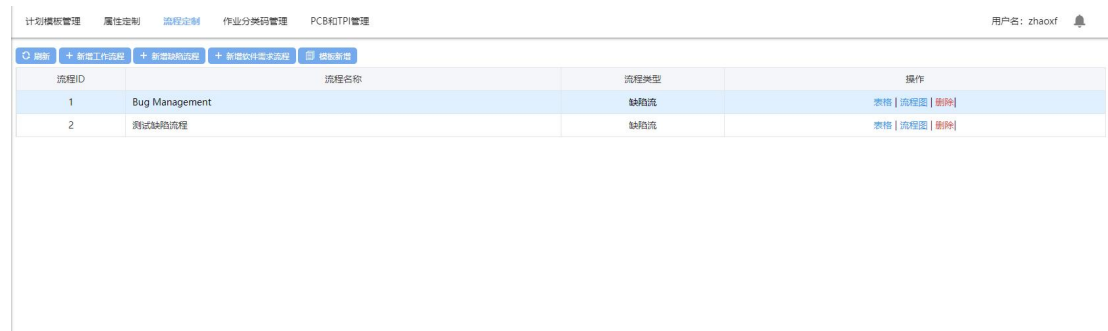 计划模板管理 属性定制 流程定制 作业分类码管理 PCB和TPI管理 用户名：zhaoxf
刷新 + 新增工作流程 + 新增缺陷流程 + 新增软件需求流程 模板新增
流程ID 流程名称 流程类型 操作
1 Bug Management 缺陷流 表格 | 流程图 | 删除|
2 测试缺陷流程 缺陷流 表格 | 流程图 | 删除|